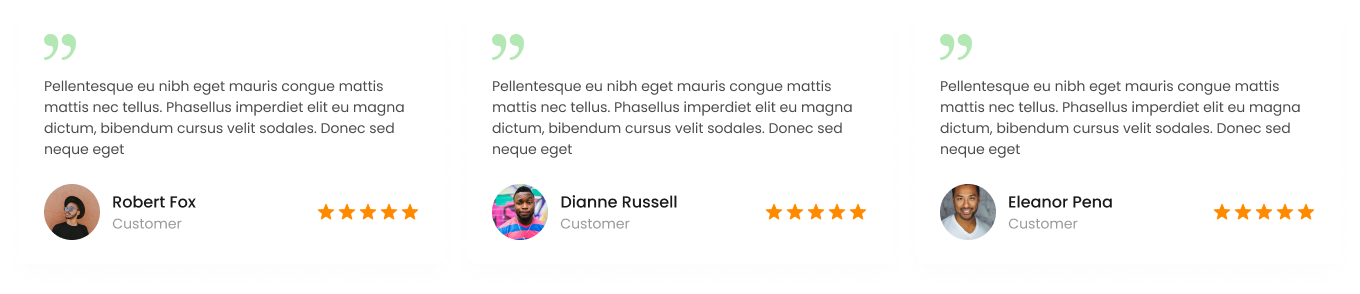 Pellentesque eu nibh eget mauris congue mattis
mattis nec tellus. Phasellus imperdiet elit eu magna
dictum, bibendum cursus velit sodales. Donec sed
neque eget
Robert Fox
Customer
Pellentesque eu nibh eget mauris congue mattis
mattis nec tellus. Phasellus imperdiet elit eu magna
dictum, bibendum cursus velit sodales. Donec sed
neque eget
Dianne Russell
Customer
Pellentesque eu nibh eget mauris congue mattis
mattis nec tellus. Phasellus imperdiet elit eu magna
dictum, bibendum cursus velit sodales. Donec sed
neque eget
Eleanor Pena
Customer